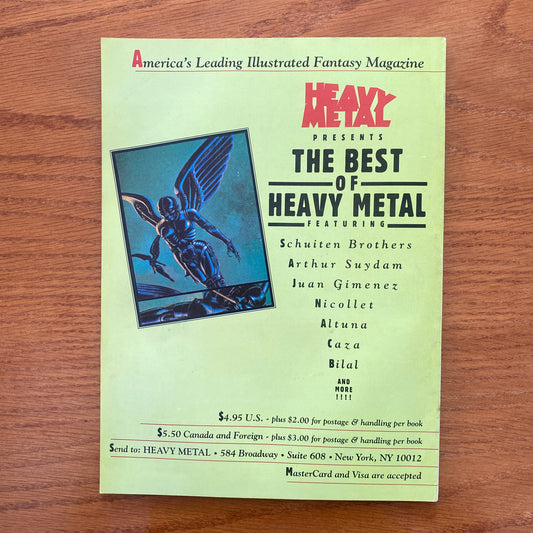 America's Leading Illustrated Fantasy Magazine
HEAVY
METAL
PRESENTS
THE BEST
OF
HEAVY METAL
FEATURING
Schuiten Brothers
Arthur Suydam
Juan Gimenez
Nicollet
Altuna
Caza
Bilal
AND
MORE
!!!!
$4.95 U.S. - plus $2.00 for postage & handling per book
$5.50 Canada and Foreign - plus $3.00 for postage & handling per book
Send to: HEAVY METAL • 584 Broadway • Suite 608 • New York, NY 10012
MasterCard and Visa are accepted